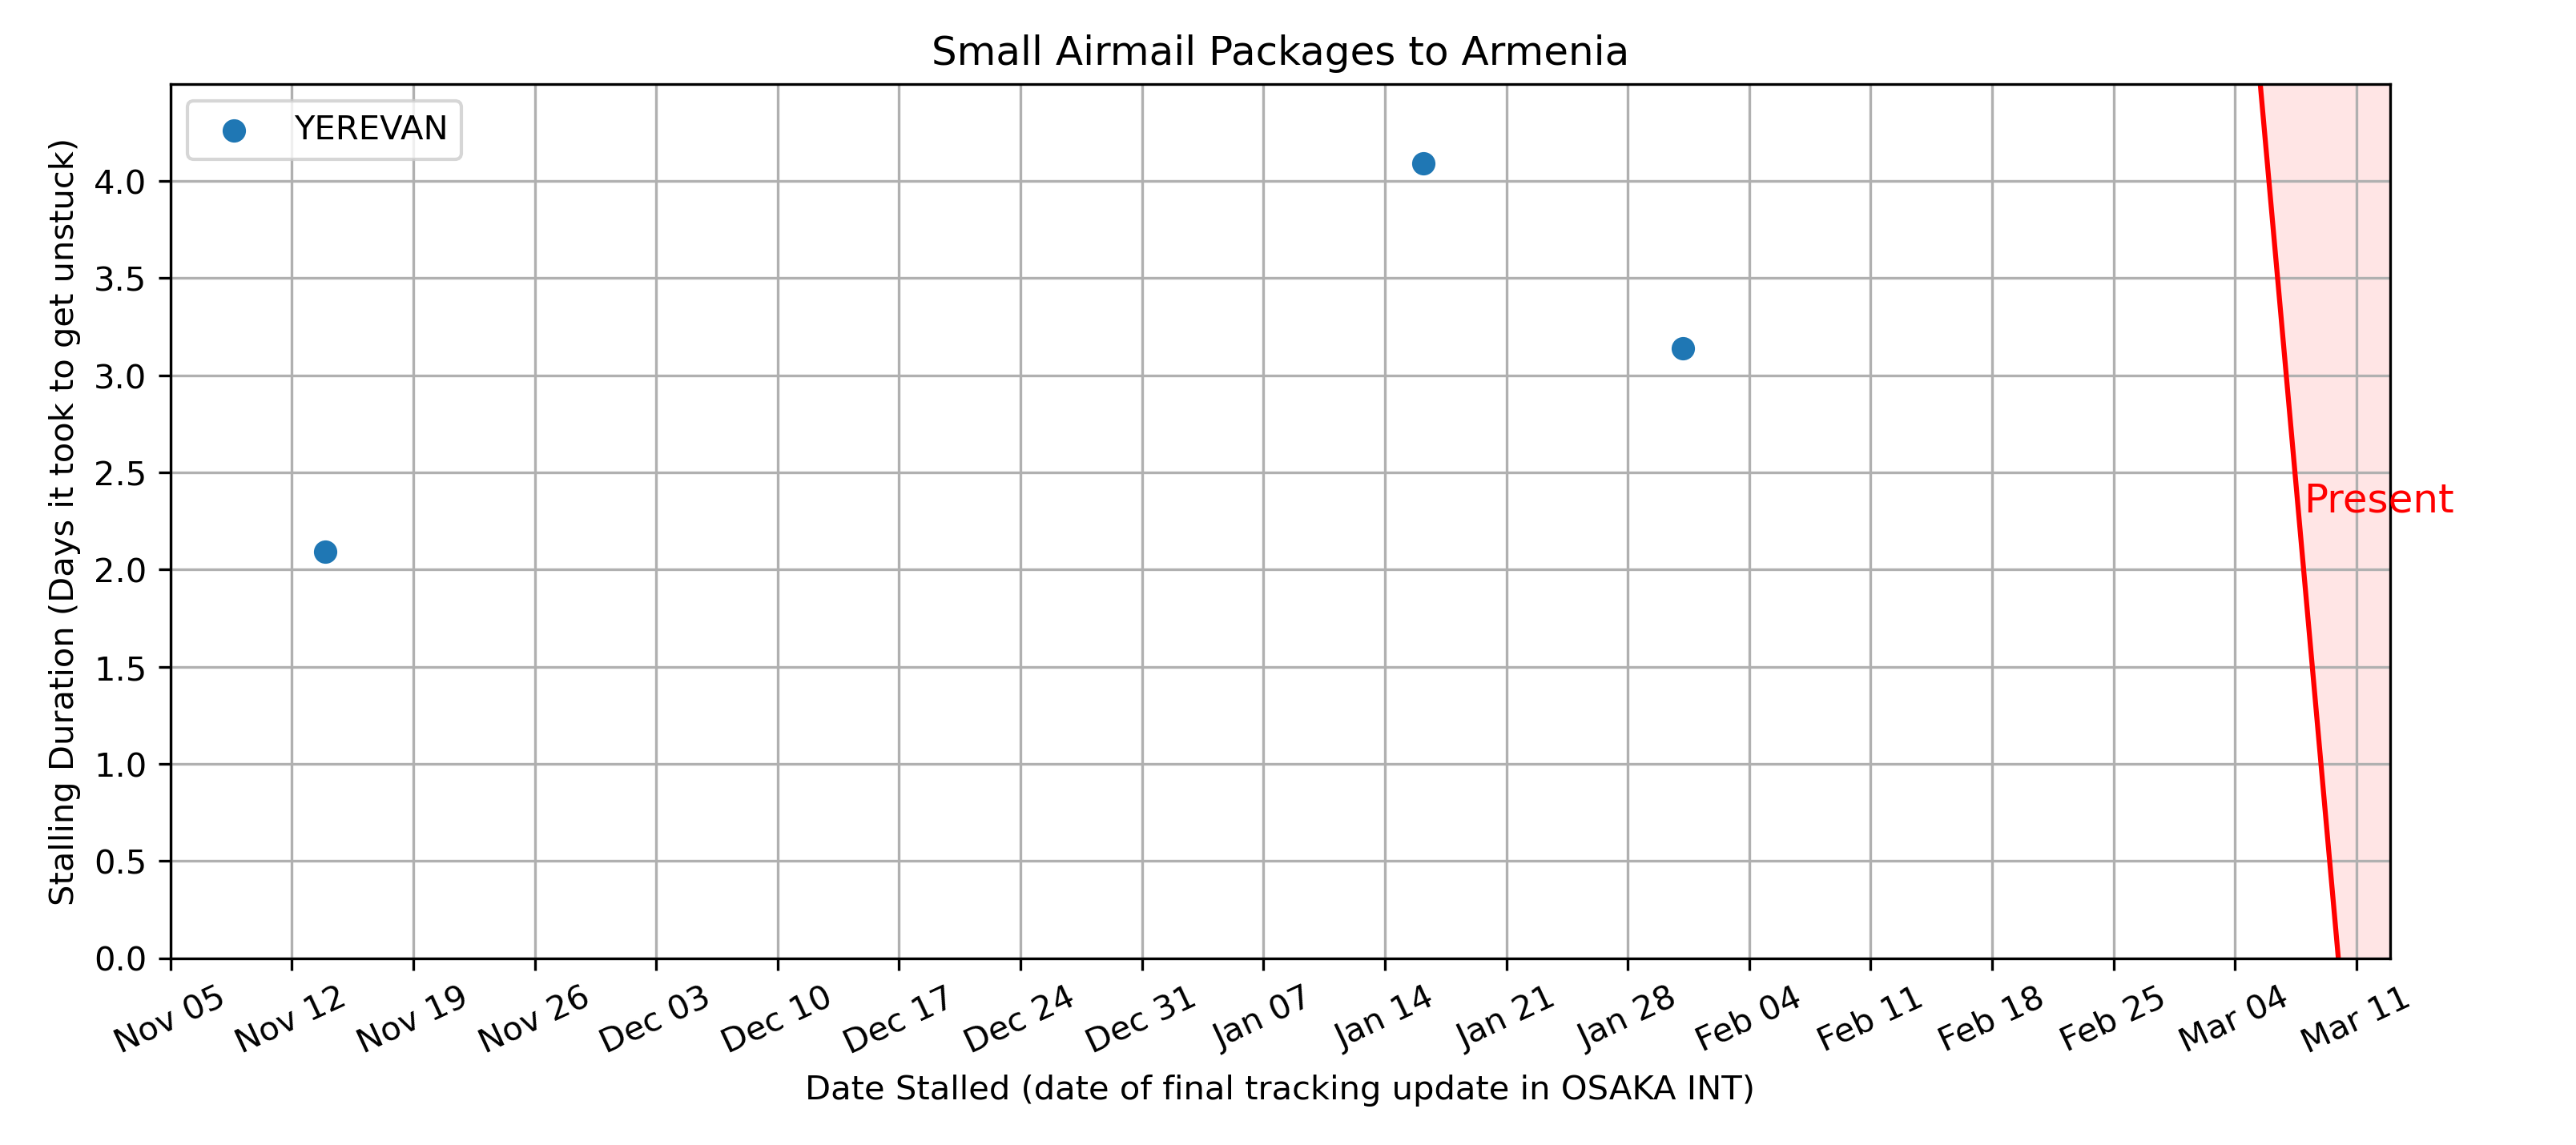 Small Airmail Packages to Armenia
YEREVAN
Stalling Duration (Days it took to get unstuck)
4.0
3.5
3.0
2.5
2.0
1.5
1.0
0.5
0.0
Present
Nov 05 Nov 12 Nov 19 Nov 26 Dec 03 Dec 10 Dec 17 Dec 24 Dec 31 Jan 07 Jan 14 Jan 21 Jan 28 Feb 04 Feb 11 Feb 18 Feb 25 Mar 04 Mar 11
Date Stalled (date of final tracking update in OSAKA INT)